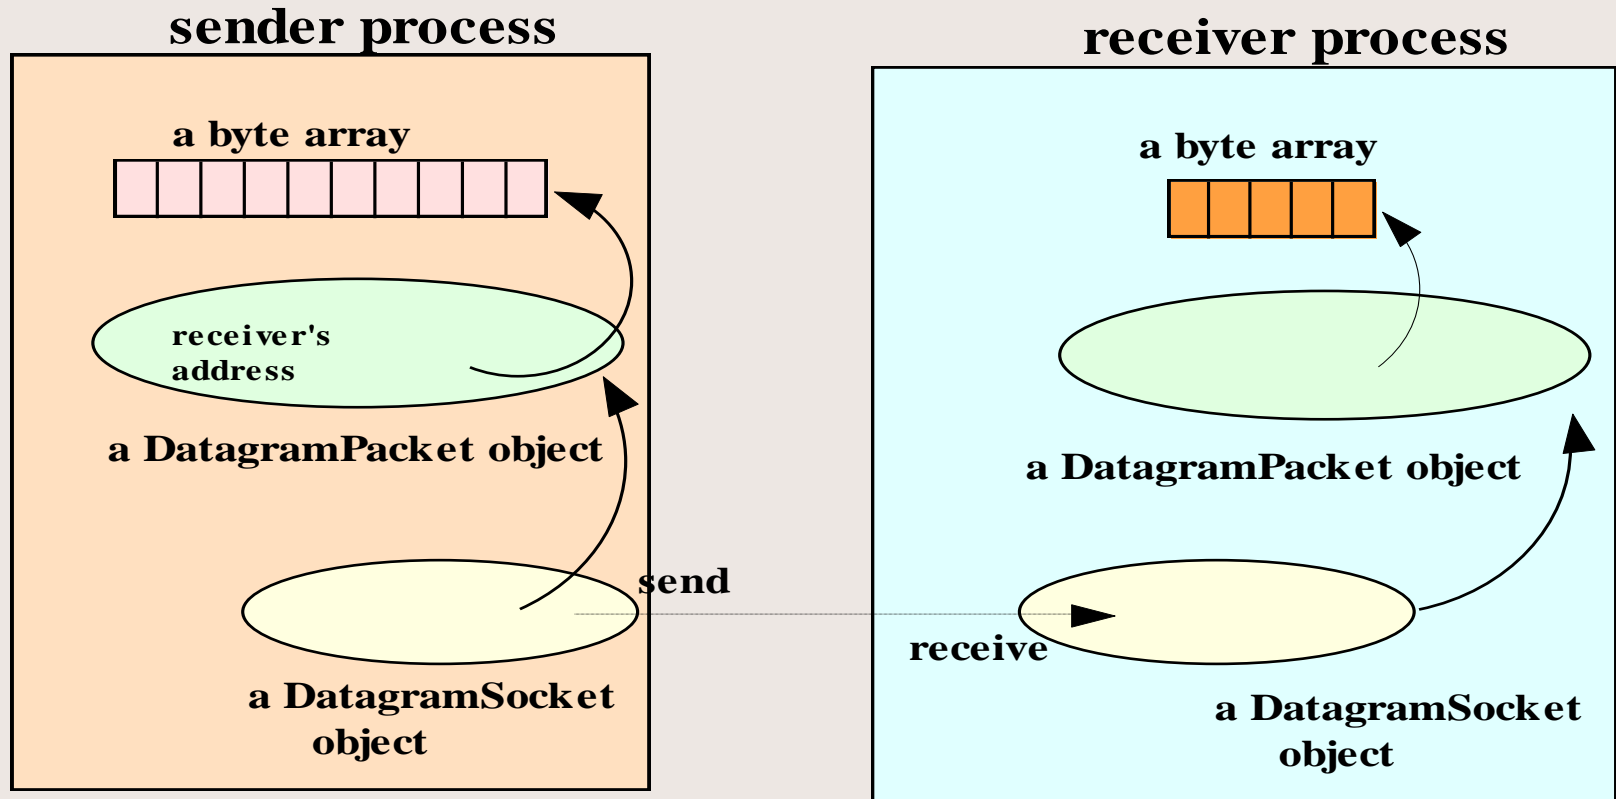 sender process
a byte array
receiver's
address
a DatagramPacket object
send
a DatagramSocket
object
receiver process
a byte array
a DatagramPacket object
receive
a DatagramSocket
object